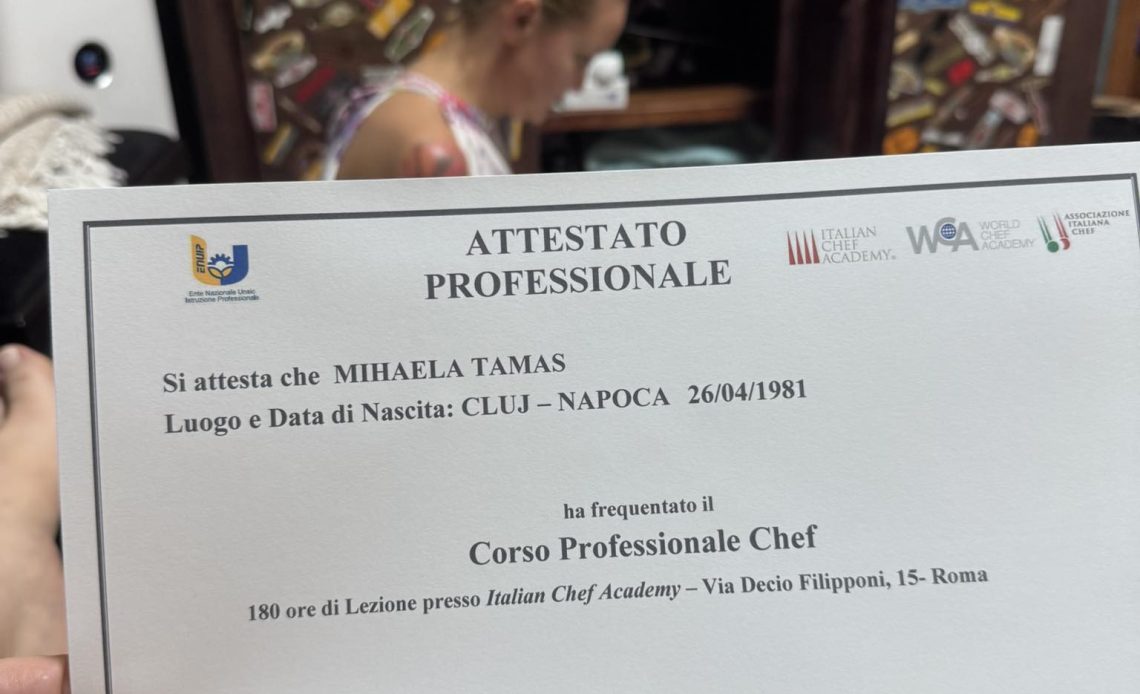 ATTESTATO
PROFESSIONALE
ENUIP
Ente Nazionale Unsic
Istruzione Professionale
ITALIAN
CHEF
ACADEMY
WCA
WORLD
CHEF
ACADEMY
ASSOCIAZIONE
ITALIANA
CHEF
Si attesta che MIHAELA TAMAS
Luogo e Data di Nascita: CLUJ – NAPOCA 26/04/1981
ha frequentato il
Corso Professionale Chef
180 ore di Lezione presso Italian Chef Academy – Via Decio Filipponi, 15- Roma